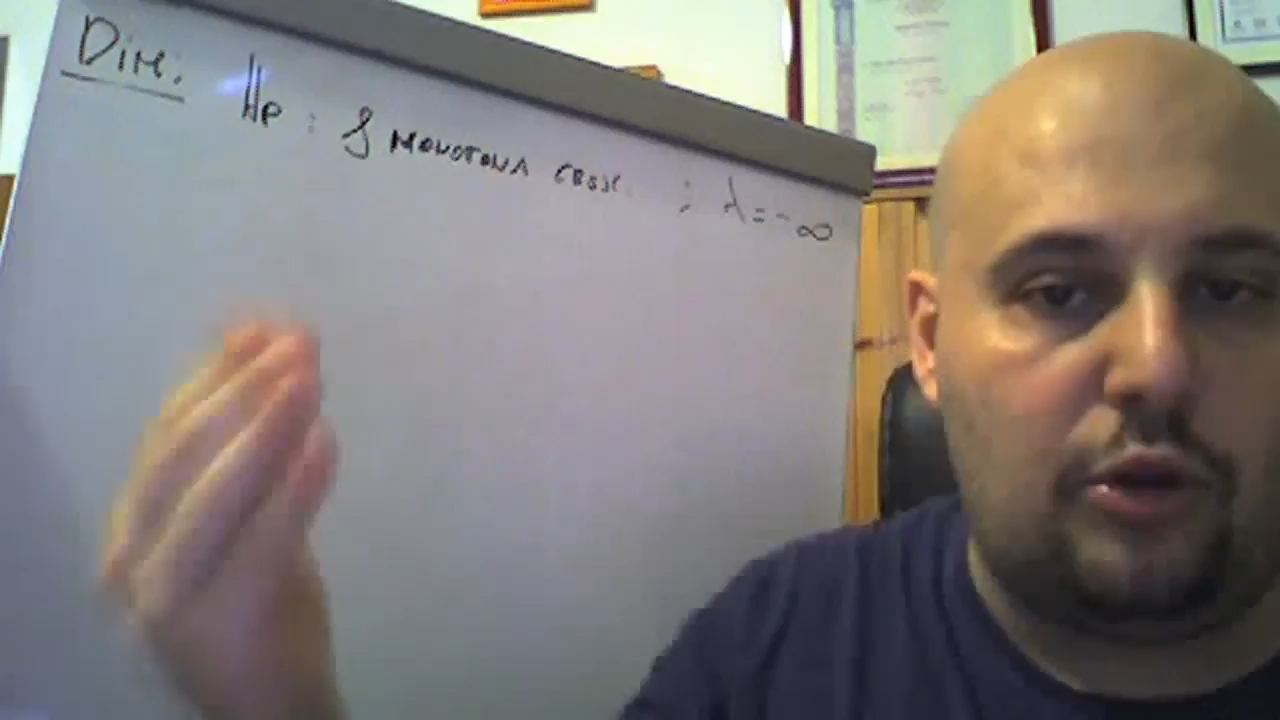 Dim:
Hp: f MONOTONA CRESC. ; λ = -∞